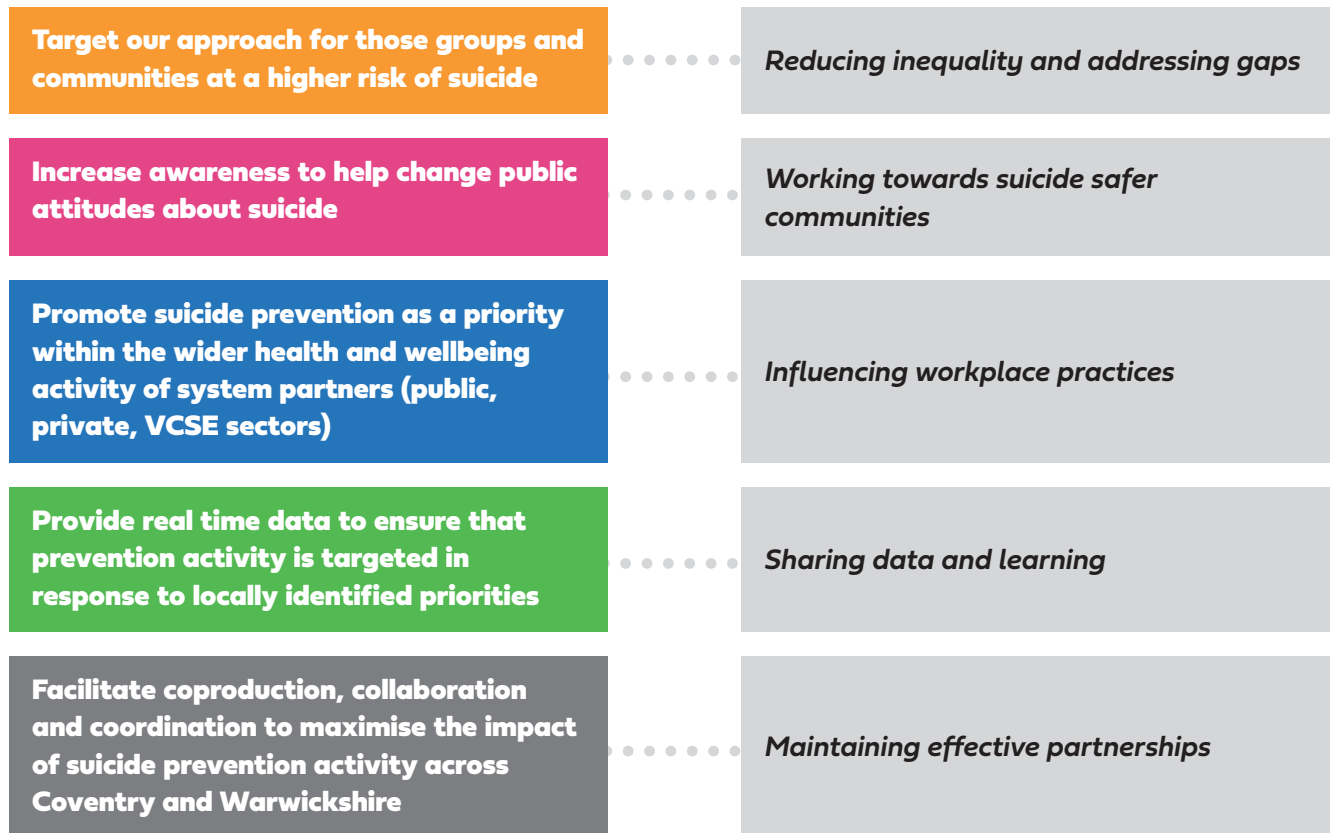 Target our approach for those groups and
communities at a higher risk of suicide
Reducing inequality and addressing gaps
Increase awareness to help change public
attitudes about suicide
Working towards suicide safer
communities
Promote suicide prevention as a priority
within the wider health and wellbeing
activity of system partners (public,
private, VCSE sectors)
Influencing workplace practices
Provide real time data to ensure that
prevention activity is targeted in
response to locally identified priorities
Sharing data and learning
Facilitate coproduction, collaboration
and coordination to maximise the impact
of suicide prevention activity across
Coventry and Warwickshire
Maintaining effective partnerships